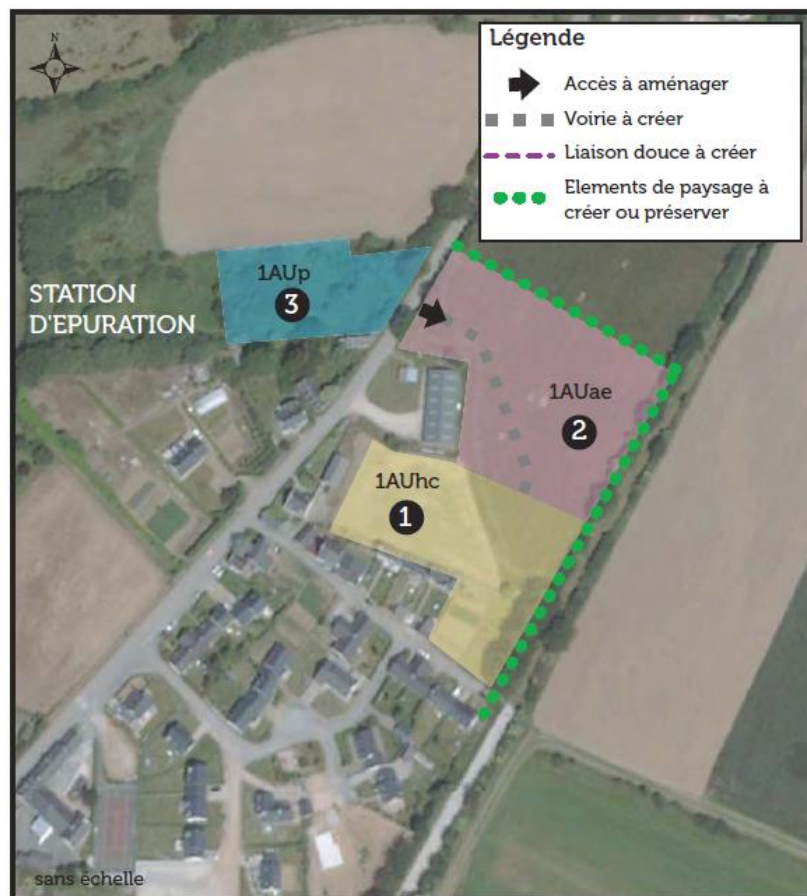 N
Légende
Accès à aménager
Voirie à créer
Liaison douce à créer
Elements de paysage à
créer ou préserver
1AUp
3
STATION
D'EPURATION
1AUae
2
1AUhc
1
sans échelle